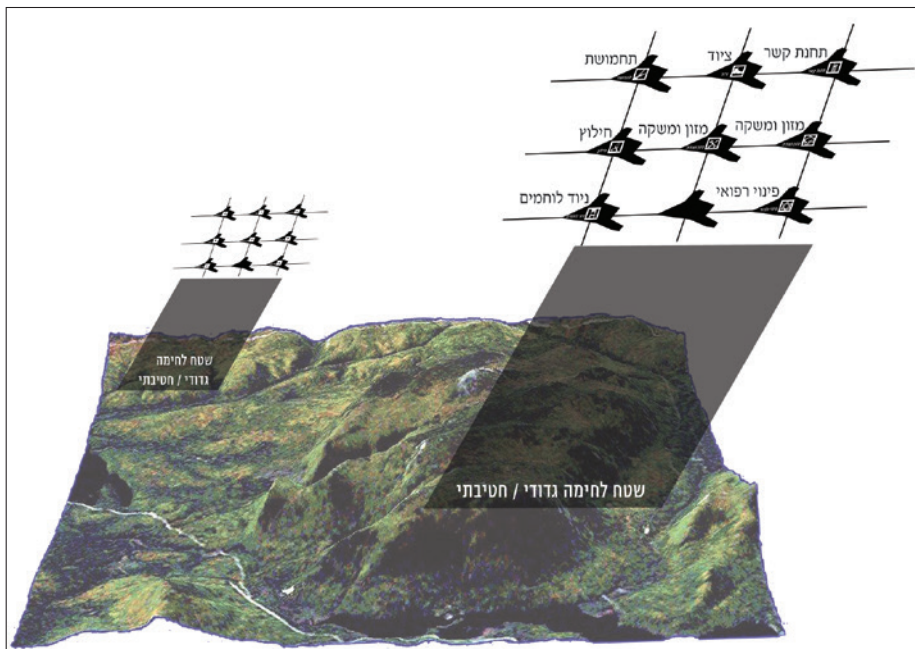 תחנת קשר
ציוד
תחמושת
מזון ומשקה
מזון ומשקה
חילוץ
פינוי רפואי
ניוד לוחמים
שטח לחימה
גדודי / חטיבתי
שטח לחימה גדודי / חטיבתי